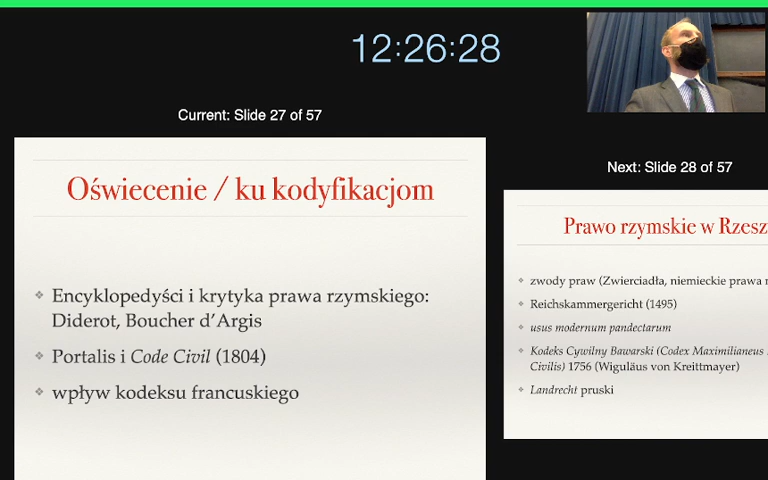 12:26:28
Current: Slide 27 of 57
Oświecenie / ku kodyfikacjom
Encyklopedyści i krytyka prawa rzymskiego:
Diderot, Boucher d'Argis
Portalis i Code Civil (1804)
wpływ kodeksu francuskiego
Next: Slide 28 of 57
Prawo rzymskie w Rzesz
zwody praw (Zwierciadła, niemieckie prawa
Reichskammergericht (1495)
usus modernum pandectarum
Kodeks Cywilny Bawarski (Codex Maximilianeus
Civilis) 1756 (Wiguläus von Kreittmayer)
Landrecht pruski